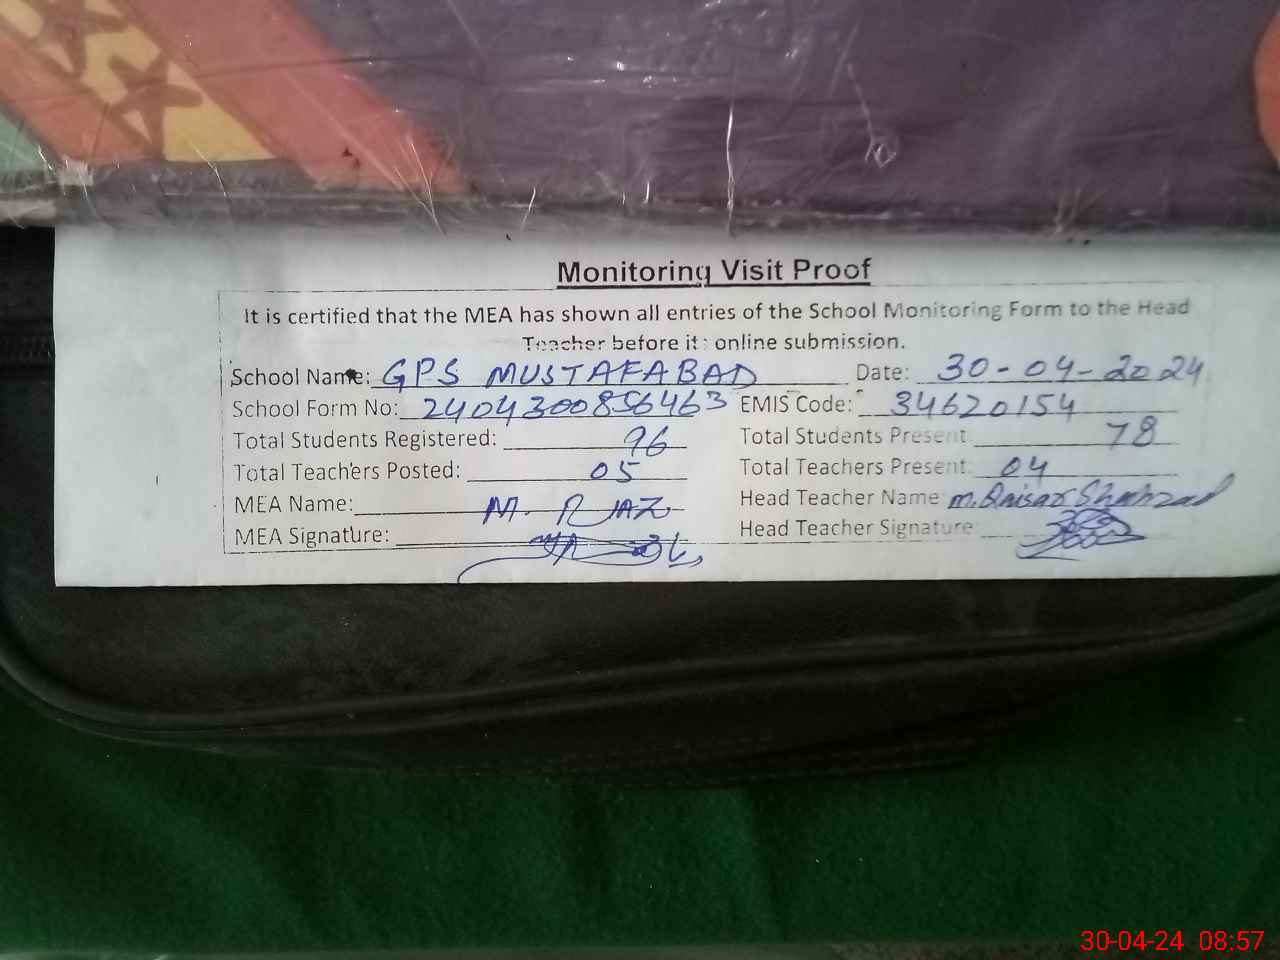 Monitoring Visit Proof
It is certified that the MEA has shown all entries of the School Monitoring Form to the Head
Teacher before it: online submission.
School Name: GPS MUSTAFABAD Date: 30-04-2024
School Form No: 2404300856463 EMIS Code: 34620154
Total Students Registered: 96 Total Students Present: 78
Total Teachers Posted: 05 Total Teachers Present: 04
MEA Name: M. RIAZ Head Teacher Name: M. Qaisar Shahzad
MEA Signature: Head Teacher Signature
30-04-24 08:57